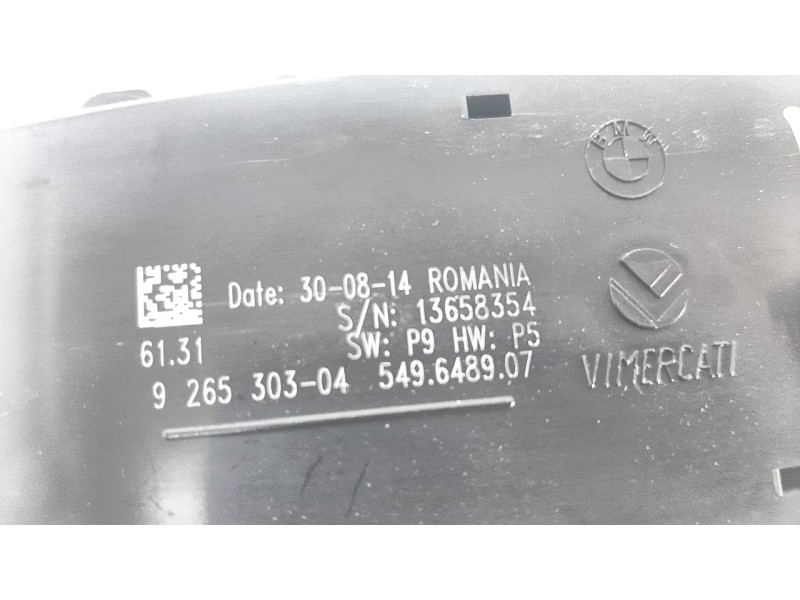 BMW
Date: 30-08-14 ROMANIA
S/N: 13658354
61.31 SW: P9 HW: P5
9 265 303-04 549.6489.07
VIMERCATI